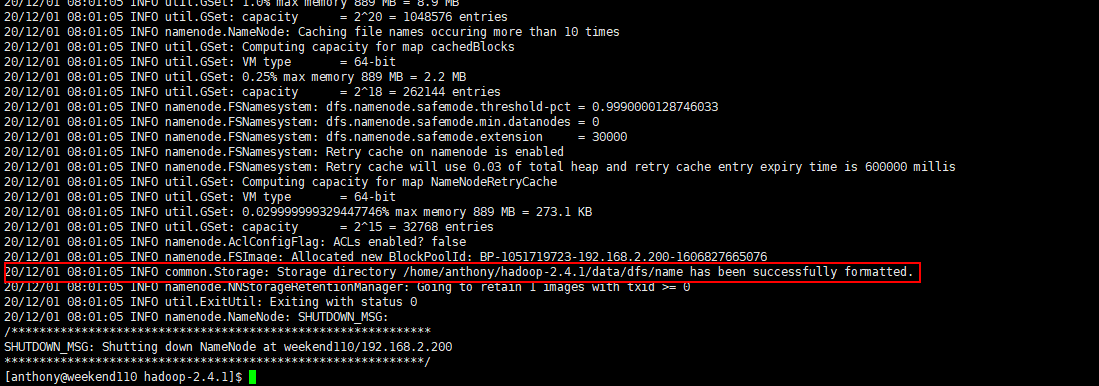 20/12/01 08:01:05 INFO util.GSet: 1.0% max memory 889 MB = 8.9 MB
20/12/01 08:01:05 INFO util.GSet: capacity      = 2^20 = 1048576 entries
20/12/01 08:01:05 INFO namenode.NameNode: Caching file names occuring more than 10 times
20/12/01 08:01:05 INFO util.GSet: Computing capacity for map cachedBlocks
20/12/01 08:01:05 INFO util.GSet: VM type       = 64-bit
20/12/01 08:01:05 INFO util.GSet: 0.25% max memory 889 MB = 2.2 MB
20/12/01 08:01:05 INFO util.GSet: capacity      = 2^18 = 262144 entries
20/12/01 08:01:05 INFO namenode.FSNamesystem: dfs.namenode.safemode.threshold-pct = 0.9990000128746033
20/12/01 08:01:05 INFO namenode.FSNamesystem: dfs.namenode.safemode.min.datanodes = 0
20/12/01 08:01:05 INFO namenode.FSNamesystem: dfs.namenode.safemode.extension     = 30000
20/12/01 08:01:05 INFO namenode.FSNamesystem: Retry cache on namenode is enabled
20/12/01 08:01:05 INFO namenode.FSNamesystem: Retry cache will use 0.03 of total heap and retry cache entry expiry time is 600000 millis
20/12/01 08:01:05 INFO util.GSet: Computing capacity for map NameNodeRetryCache
20/12/01 08:01:05 INFO util.GSet: VM type       = 64-bit
20/12/01 08:01:05 INFO util.GSet: 0.029999999329447746% max memory 889 MB = 273.1 KB
20/12/01 08:01:05 INFO util.GSet: capacity      = 2^15 = 32768 entries
20/12/01 08:01:05 INFO namenode.AclConfigFlag: ACLs enabled? false
20/12/01 08:01:05 INFO namenode.FSImage: Allocated new BlockPoolId: BP-1051719723-192.168.2.200-1606827665076
20/12/01 08:01:05 INFO common.Storage: Storage directory /home/anthony/hadoop-2.4.1/data/dfs/name has been successfully formatted.
20/12/01 08:01:05 INFO namenode.NNStorageRetentionManager: Going to retain 1 images with txid >= 0
20/12/01 08:01:05 INFO util.ExitUtil: Exiting with status 0
20/12/01 08:01:05 INFO namenode.NameNode: SHUTDOWN_MSG:
/************************************************************
SHUTDOWN_MSG: Shutting down NameNode at weekend110/192.168.2.200
************************************************************/
[anthony@weekend110 hadoop-2.4.1]$